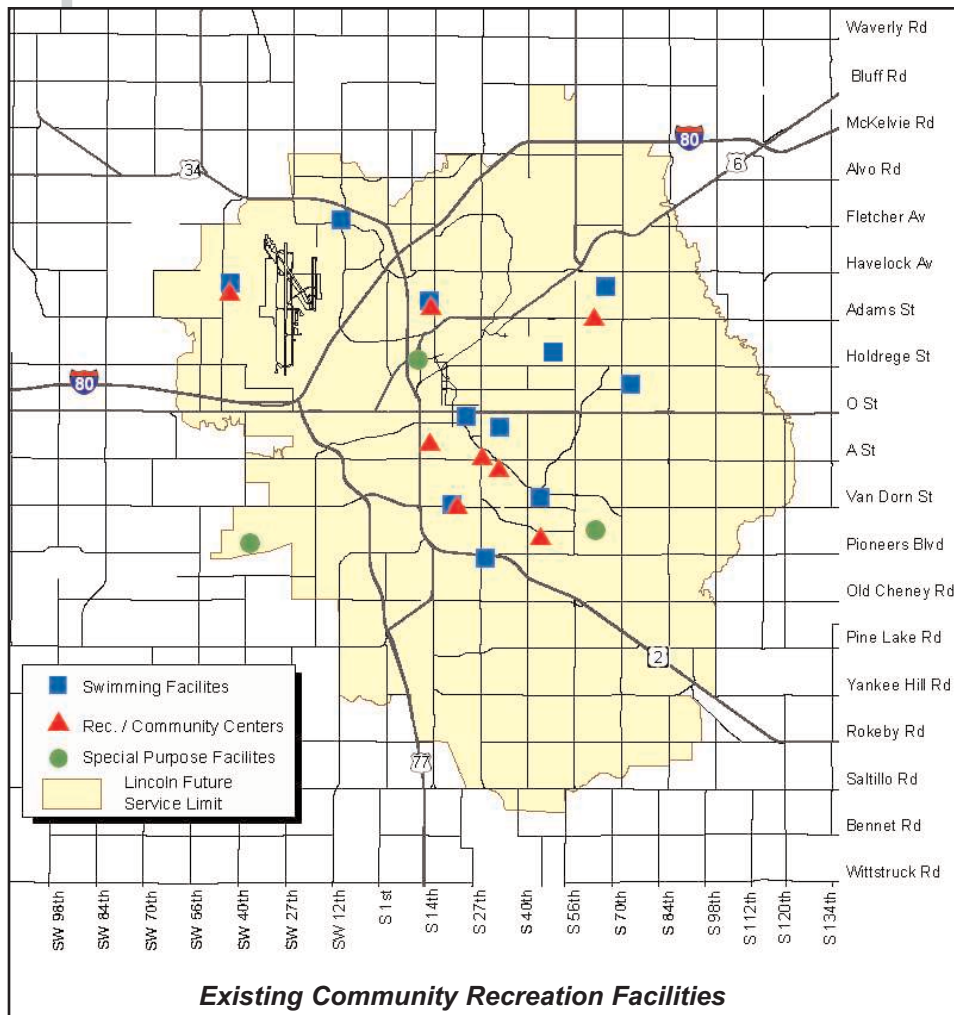 Waverly Rd
Bluff Rd
McKelvie Rd
80
6
34
Alvo Rd
Fletcher Av
Havelock Av
Adams St
Holdrege St
80
O St
A St
Van Dorn St
Pioneers Blvd
Old Cheney Rd
Pine Lake Rd
2
Swimming Facilites
Yankee Hill Rd
Rec. / Community Centers
Rokeby Rd
Special Purpose Facilites
77
Lincoln Future
Service Limit
Saltillo Rd
Bennet Rd
Wittstruck Rd
SW 98th
SW 84th
SW 70th
SW 56th
SW 40th
SW 27th
SW 12th
S 1st
S 14th
S 27th
S 40th
S 56th
S 70th
S 84th
S 98th
S 112th
S 120th
S 134th
Existing Community Recreation Facilities